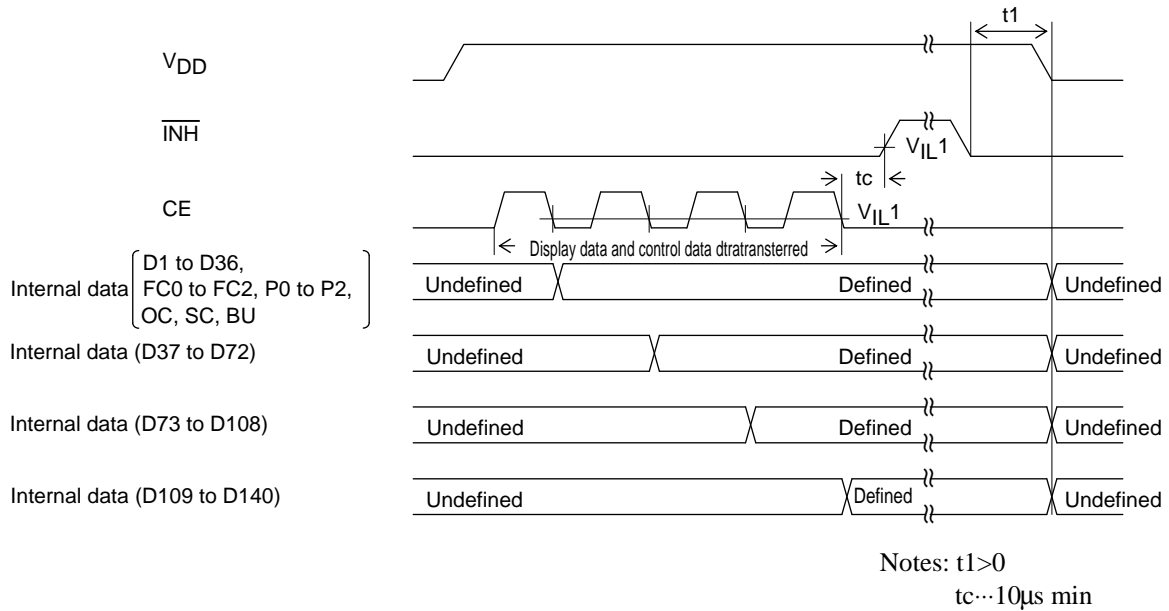 t1
VDD
INH
VIL1
tc
CE
VIL1
Display data and control data dtratransterred
Internal data
D1 to D36,
FC0 to FC2, P0 to P2,
OC, SC, BU
Undefined
Defined
Undefined
Internal data (D37 to D72)
Undefined
Defined
Undefined
Internal data (D73 to D108)
Undefined
Defined
Undefined
Internal data (D109 to D140)
Undefined
Defined
Undefined
Notes: t1>0
tc···10μs min